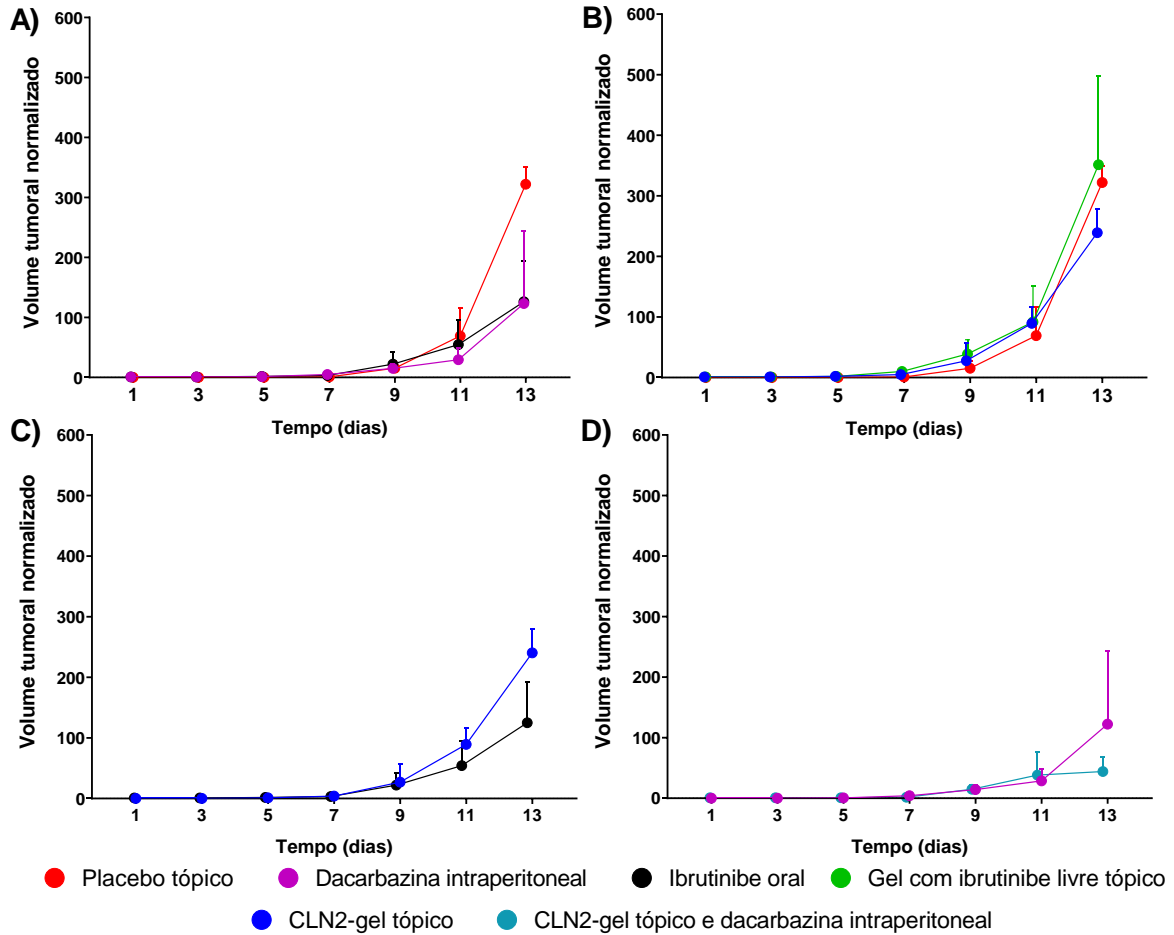 A)
Volume tumoral normalizado
600
500
400
300
200
100
0
1 3 5 7 9 11 13
Tempo (dias)
B)
Volume tumoral normalizado
600
500
400
300
200
100
0
1 3 5 7 9 11 13
Tempo (dias)
C)
Volume tumoral normalizado
600
500
400
300
200
100
0
1 3 5 7 9 11 13
Tempo (dias)
D)
Volume tumoral normalizado
600
500
400
300
200
100
0
1 3 5 7 9 11 13
Tempo (dias)
Placebo tópico Dacarbazina intraperitoneal Ibrutinibe oral Gel com ibrutinibe livre tópico
CLN2-gel tópico CLN2-gel tópico e dacarbazina intraperitoneal